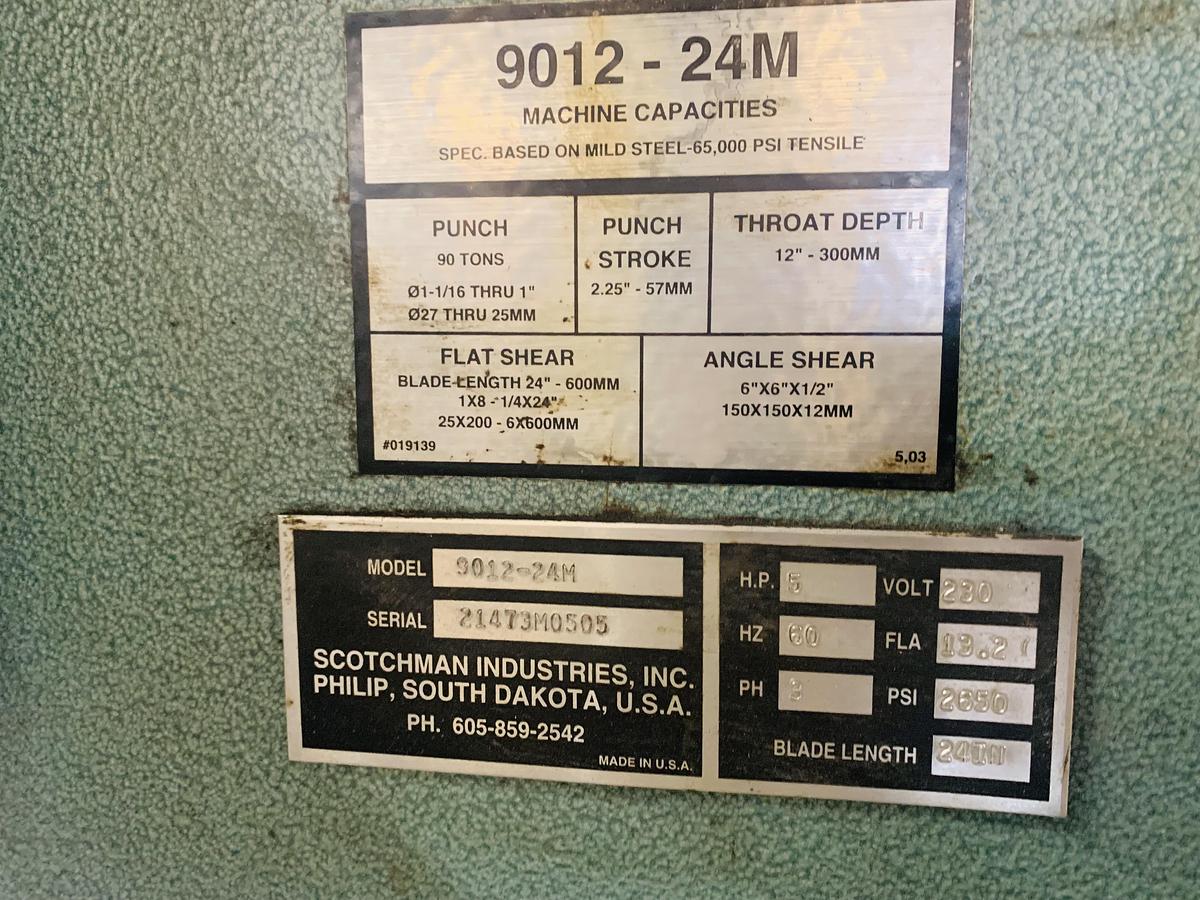 9012 - 24M
MACHINE CAPACITIES
SPEC. BASED ON MILD STEEL-65,000 PSI TENSILE
PUNCH
90 TONS
Ø1-1/16 THRU 1"
Ø27 THRU 25MM
PUNCH
STROKE
2.25" - 57MM
THROAT DEPTH
12" - 300MM
FLAT SHEAR
BLADE LENGTH 24" - 600MM
1X8 - 1/4X24"
25X200 - 6X600MM
#019139
ANGLE SHEAR
6"X6"X1/2"
150X150X12MM
5,03
MODEL 9012-24M
SERIAL 21473M0505
SCOTCHMAN INDUSTRIES, INC.
PHILIP, SOUTH DAKOTA, U.S.A.
PH. 605-859-2542
MADE IN U.S.A.
H.P. 5 VOLT 230
HZ 60 FLA 13.2
PH 3 PSI 2650
BLADE LENGTH 24IN